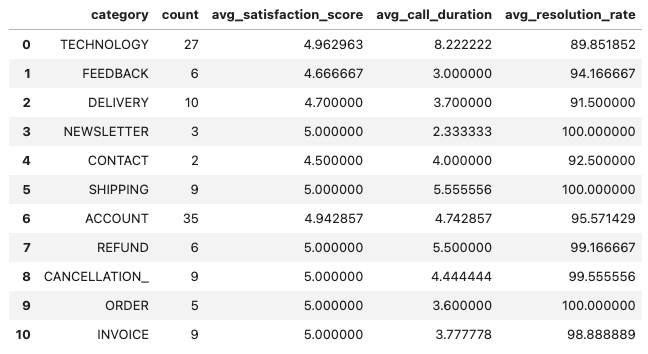 category count avg_satisfaction_score avg_call_duration avg_resolution_rate
0 TECHNOLOGY 27 4.962963 8.222222 89.851852
1 FEEDBACK 6 4.666667 3.000000 94.166667
2 DELIVERY 10 4.700000 3.700000 91.500000
3 NEWSLETTER 3 5.000000 2.333333 100.000000
4 CONTACT 2 4.500000 4.000000 92.500000
5 SHIPPING 9 5.000000 5.555556 100.000000
6 ACCOUNT 35 4.942857 4.742857 95.571429
7 REFUND 6 5.000000 5.500000 99.166667
8 CANCELLATION_ 9 5.000000 4.444444 99.555556
9 ORDER 5 5.000000 3.600000 100.000000
10 INVOICE 9 5.000000 3.777778 98.888889